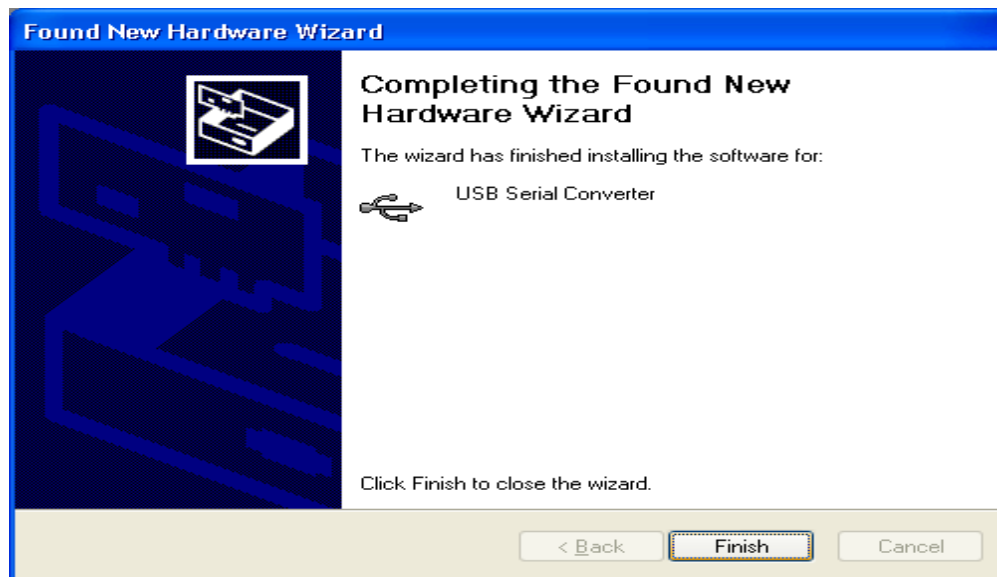 Found New Hardware Wizard
Completing the Found New
Hardware Wizard
The wizard has finished installing the software for:
USB Serial Converter
Click Finish to close the wizard.
< Back
Finish
Cancel